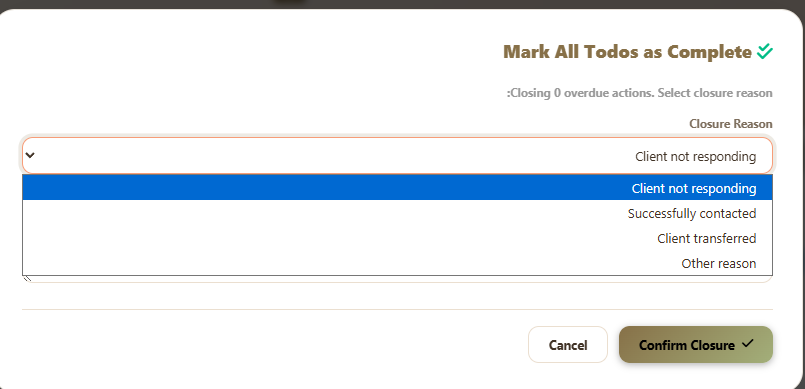 Mark All Todos as Complete
:Closing 0 overdue actions. Select closure reason
Closure Reason
Client not responding
Client not responding
Successfully contacted
Client transferred
Other reason
Cancel
Confirm Closure